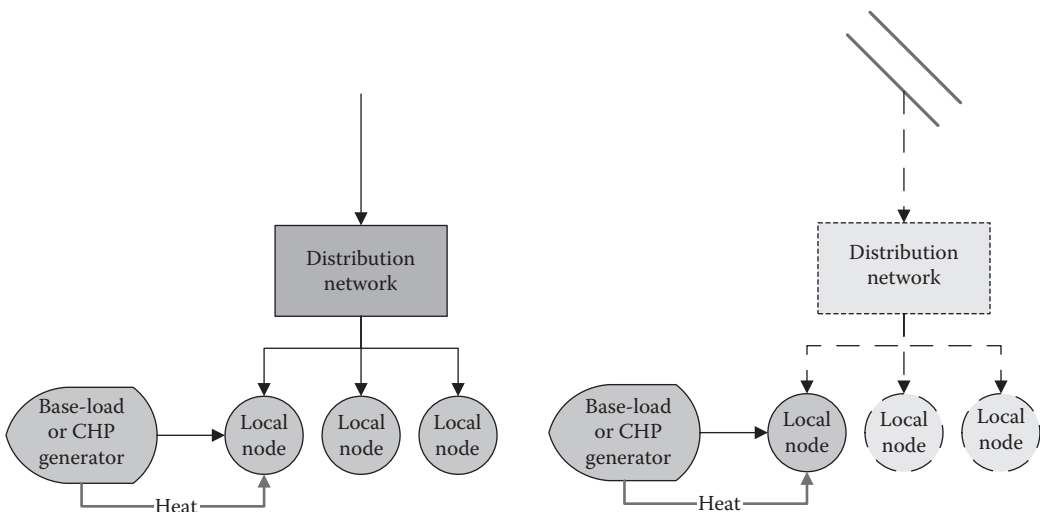 Distribution
network
Base-load
or CHP
generator
Local
node
Local
node
Local
node
Heat
Distribution
network
Base-load
or CHP
generator
Local
node
Local
node
Local
node
Heat